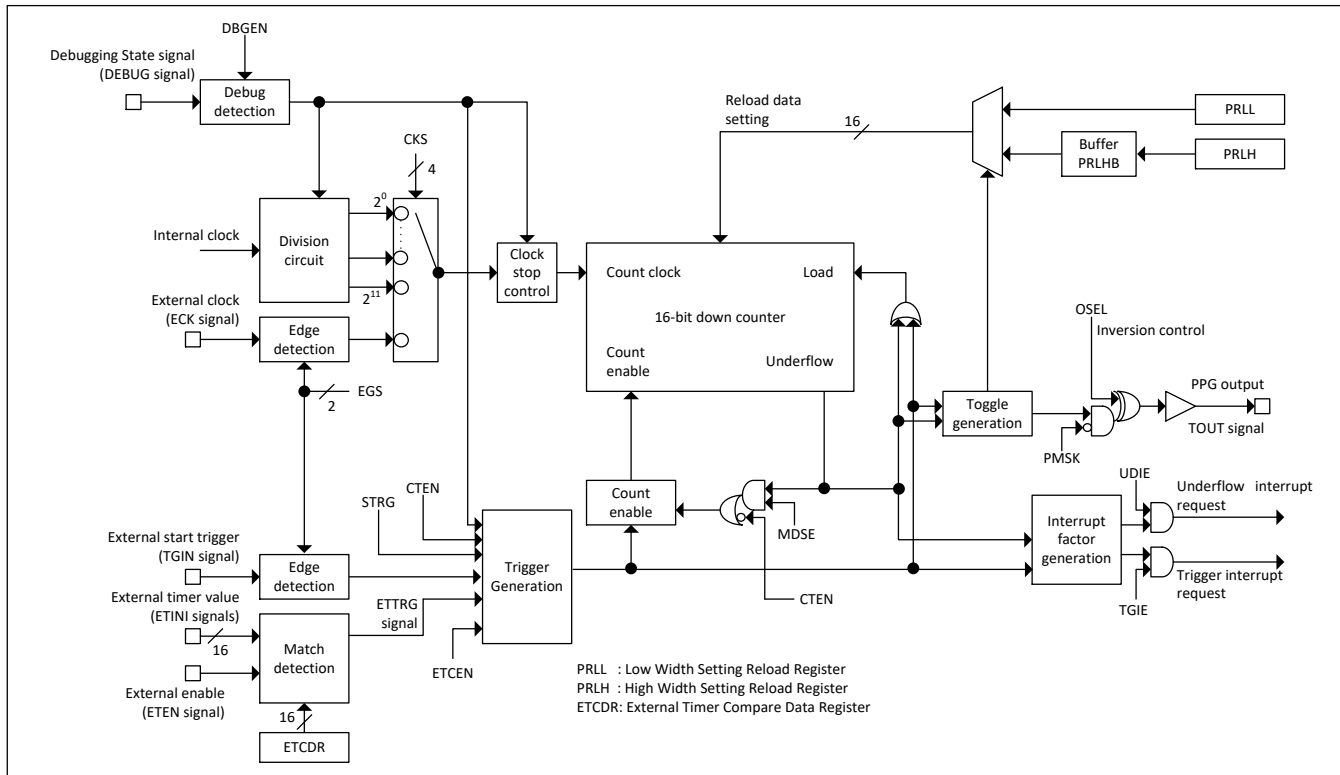 DBGEN
Debugging State signal
(DEBUG signal)
Debug
detection
Reload data
setting
16
PRLL
Buffer
PRLHB
PRLH
CKS
4
2^0
Internal clock
Division
circuit
2^11
Clock
stop
control
Count clock
Load
16-bit down counter
Count
enable
Underflow
External clock
(ECK signal)
Edge
detection
EGS
2
OSEL
Inversion control
PPG output
TOUT signal
Toggle
generation
PMSK
CTEN
STRG
Count
enable
MDSE
CTEN
UDIE
Underflow interrupt
request
Interrupt
factor
generation
Trigger interrupt
request
TGIE
External start trigger
(TGIN signal)
Edge
detection
Trigger
Generation
External timer value
(ETINI signals)
16
ETTRG
signal
Match
detection
ETCEN
External enable
(ETEN signal)
16
ETCDR
PRLL : Low Width Setting Reload Register
PRLH : High Width Setting Reload Register
ETCDR: External Timer Compare Data Register